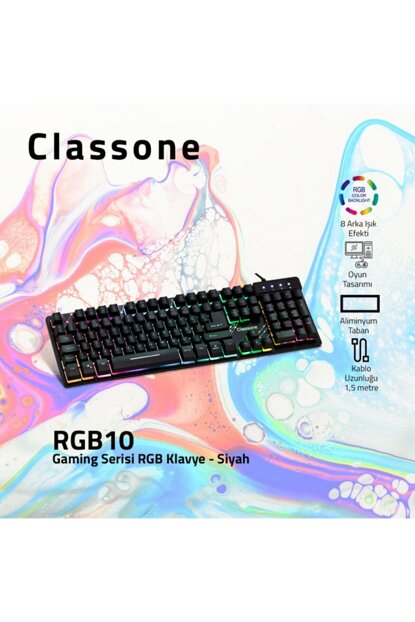 Classone
RGB
COLOR
BACKLIGHT
8 Arka Işık
Efekti
Oyun
Tasarımı
Aliminyum
Taban
Kablo
Uzunluğu
1,5 metre
Classone
RGB10
Gaming Serisi RGB Klavye - Siyah